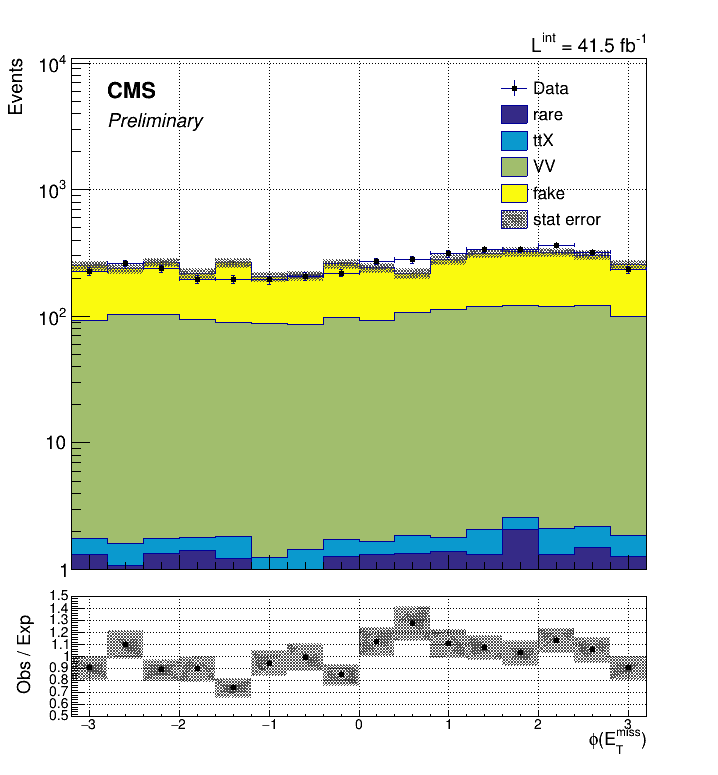 L^int = 41.5 fb^-1
Events
10^4
10^3
10^2
10
1
CMS
Preliminary
Data
rare
ttX
VV
fake
stat error
Obs / Exp
1.5
1.4
1.3
1.2
1.1
1
0.9
0.8
0.7
0.6
0.5
−3 −2 −1 0 1 2 3
ϕ(E_T^miss)